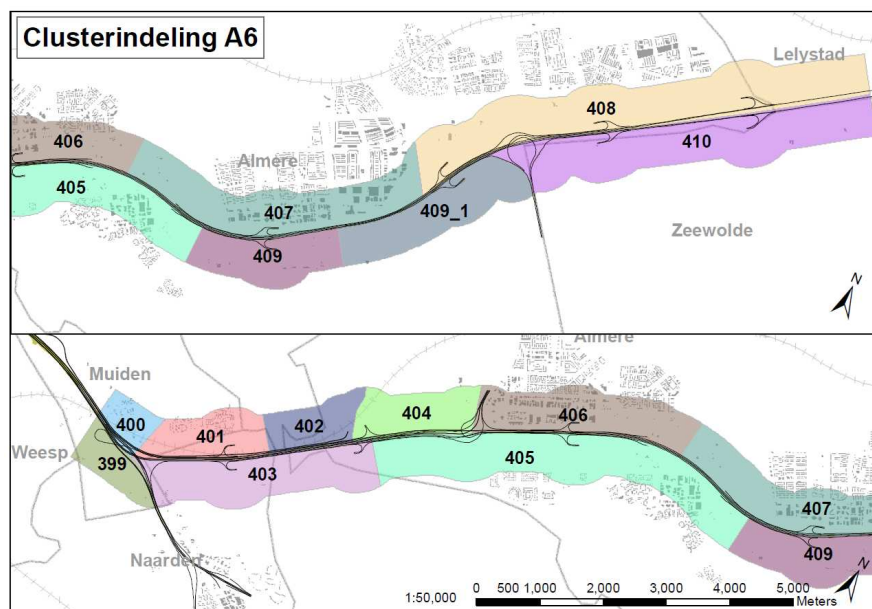 Clusterindeling A6
Lelystad
408
406
410
Almere
405
407
409_1
409
Zeewolde
N
Almere
Muiden
400
401
402
404
406
Weesp
399
403
405
407
409
Naarden
N
1:50,000
0 500 1,000 2,000 3,000 4,000 5,000
Meters